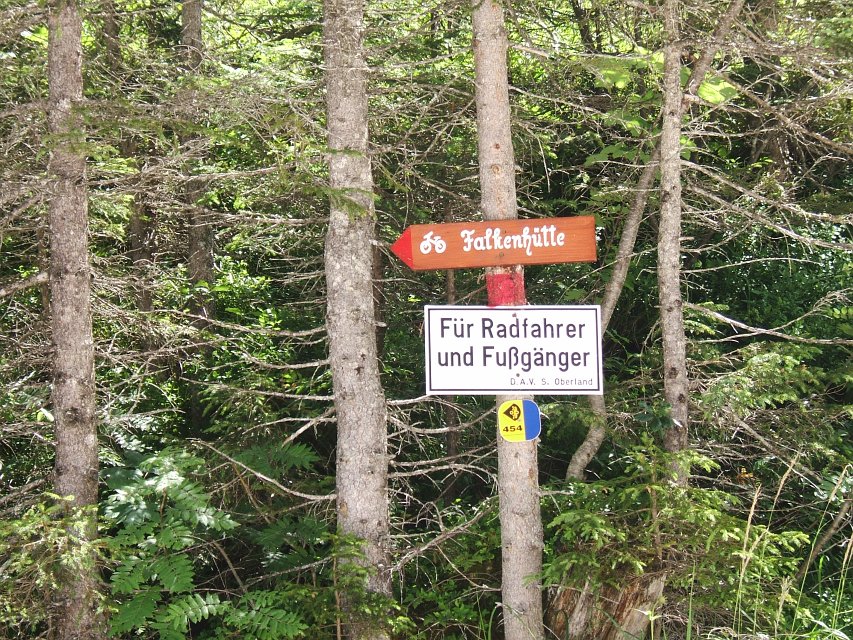 Falkenhütte
Für Radfahrer
und Fußgänger
D.A.V. S. Oberland
454